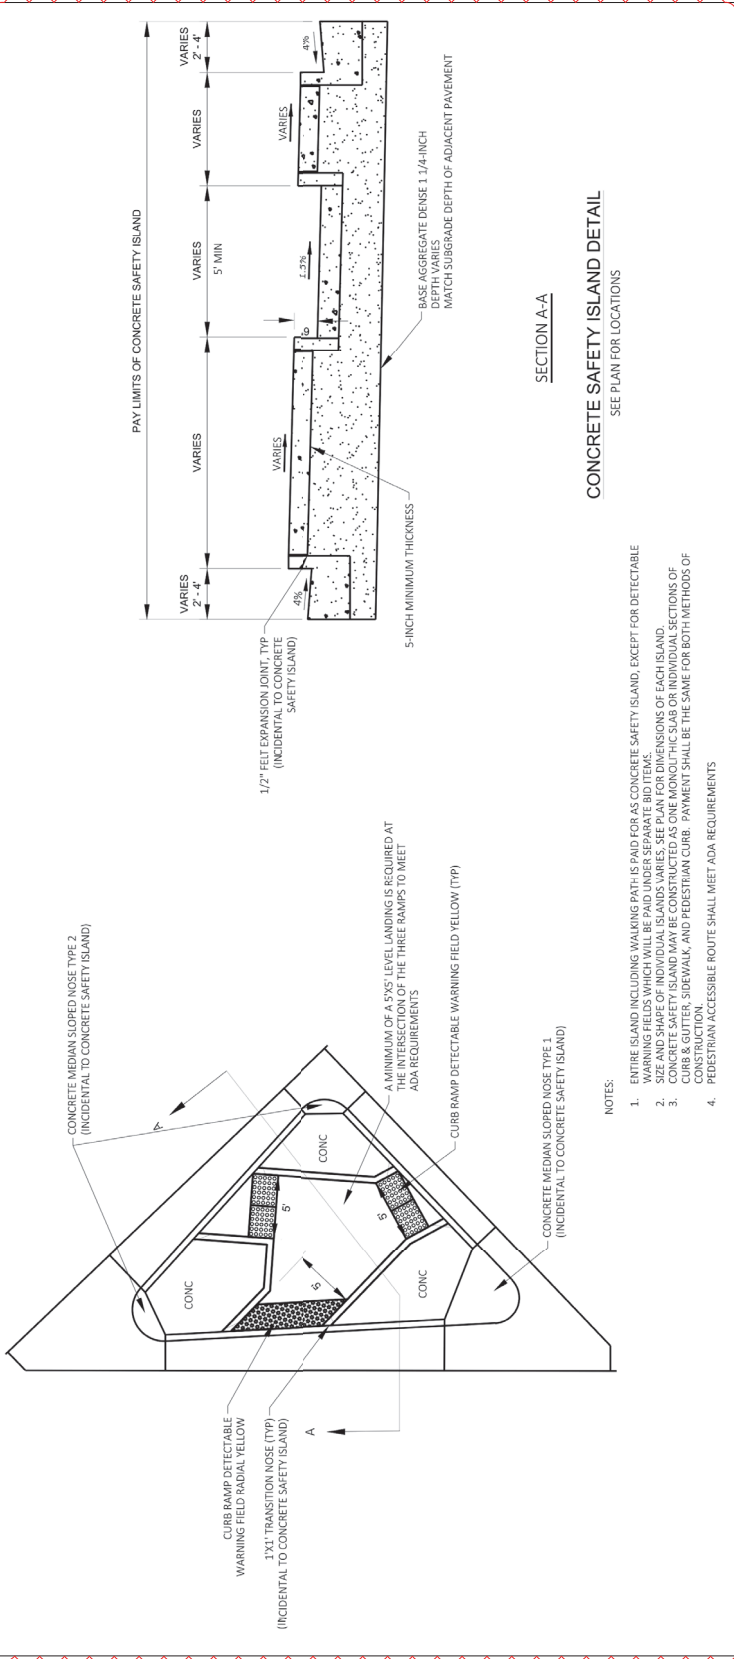 CONCRETE MEDIAN SLOPED NOSE TYPE 2
(INCIDENTAL TO CONCRETE SAFETY ISLAND)
A
CONC
5'
CONC
5'
5'
CONC
A MINIMUM OF A 5'X5' LEVEL LANDING IS REQUIRED AT
THE INTERSECTION OF THE THREE RAMPS TO MEET
ADA REQUIREMENTS
CURB RAMP DETECTABLE WARNING FIELD YELLOW (TYP)
CONCRETE MEDIAN SLOPED NOSE TYPE 1
(INCIDENTAL TO CONCRETE SAFETY ISLAND)
CURB RAMP DETECTABLE
WARNING FIELD RADIAL YELLOW
1'X1' TRANSITION NOSE (TYP)
(INCIDENTAL TO CONCRETE SAFETY ISLAND)
A
PAY LIMITS OF CONCRETE SAFETY ISLAND
VARIES
2' - 4'
VARIES
VARIES
5' MIN
VARIES
VARIES
2' - 4'
4%
VARIES
6"
1.5%
VARIES
4%
1/2" FELT EXPANSION JOINT, TYP
(INCIDENTAL TO CONCRETE
SAFETY ISLAND)
5-INCH MINIMUM THICKNESS
BASE AGGREGATE DENSE 1 1/4-INCH
DEPTH VARIES
MATCH SUBGRADE DEPTH OF ADJACENT PAVEMENT
SECTION A-A
CONCRETE SAFETY ISLAND DETAIL
SEE PLAN FOR LOCATIONS
NOTES:
1. ENTIRE ISLAND INCLUDING WALKING PATH IS PAID FOR AS CONCRETE SAFETY ISLAND, EXCEPT FOR DETECTABLE
WARNING FIELDS WHICH WILL BE PAID UNDER SEPARATE BID ITEMS.
2. SIZE AND SHAPE OF INDIVIDUAL ISLANDS VARIES, SEE PLAN FOR DIMENSIONS OF EACH ISLAND.
3. CONCRETE SAFETY ISLAND MAY BE CONSTRUCTED AS ONE MONOLITHIC SLAB OR INDIVIDUAL SECTIONS OF
CURB & GUTTER, SIDEWALK, AND PEDESTRIAN CURB. PAYMENT SHALL BE THE SAME FOR BOTH METHODS OF
CONSTRUCTION.
4. PEDESTRIAN ACCESSIBLE ROUTE SHALL MEET ADA REQUIREMENTS